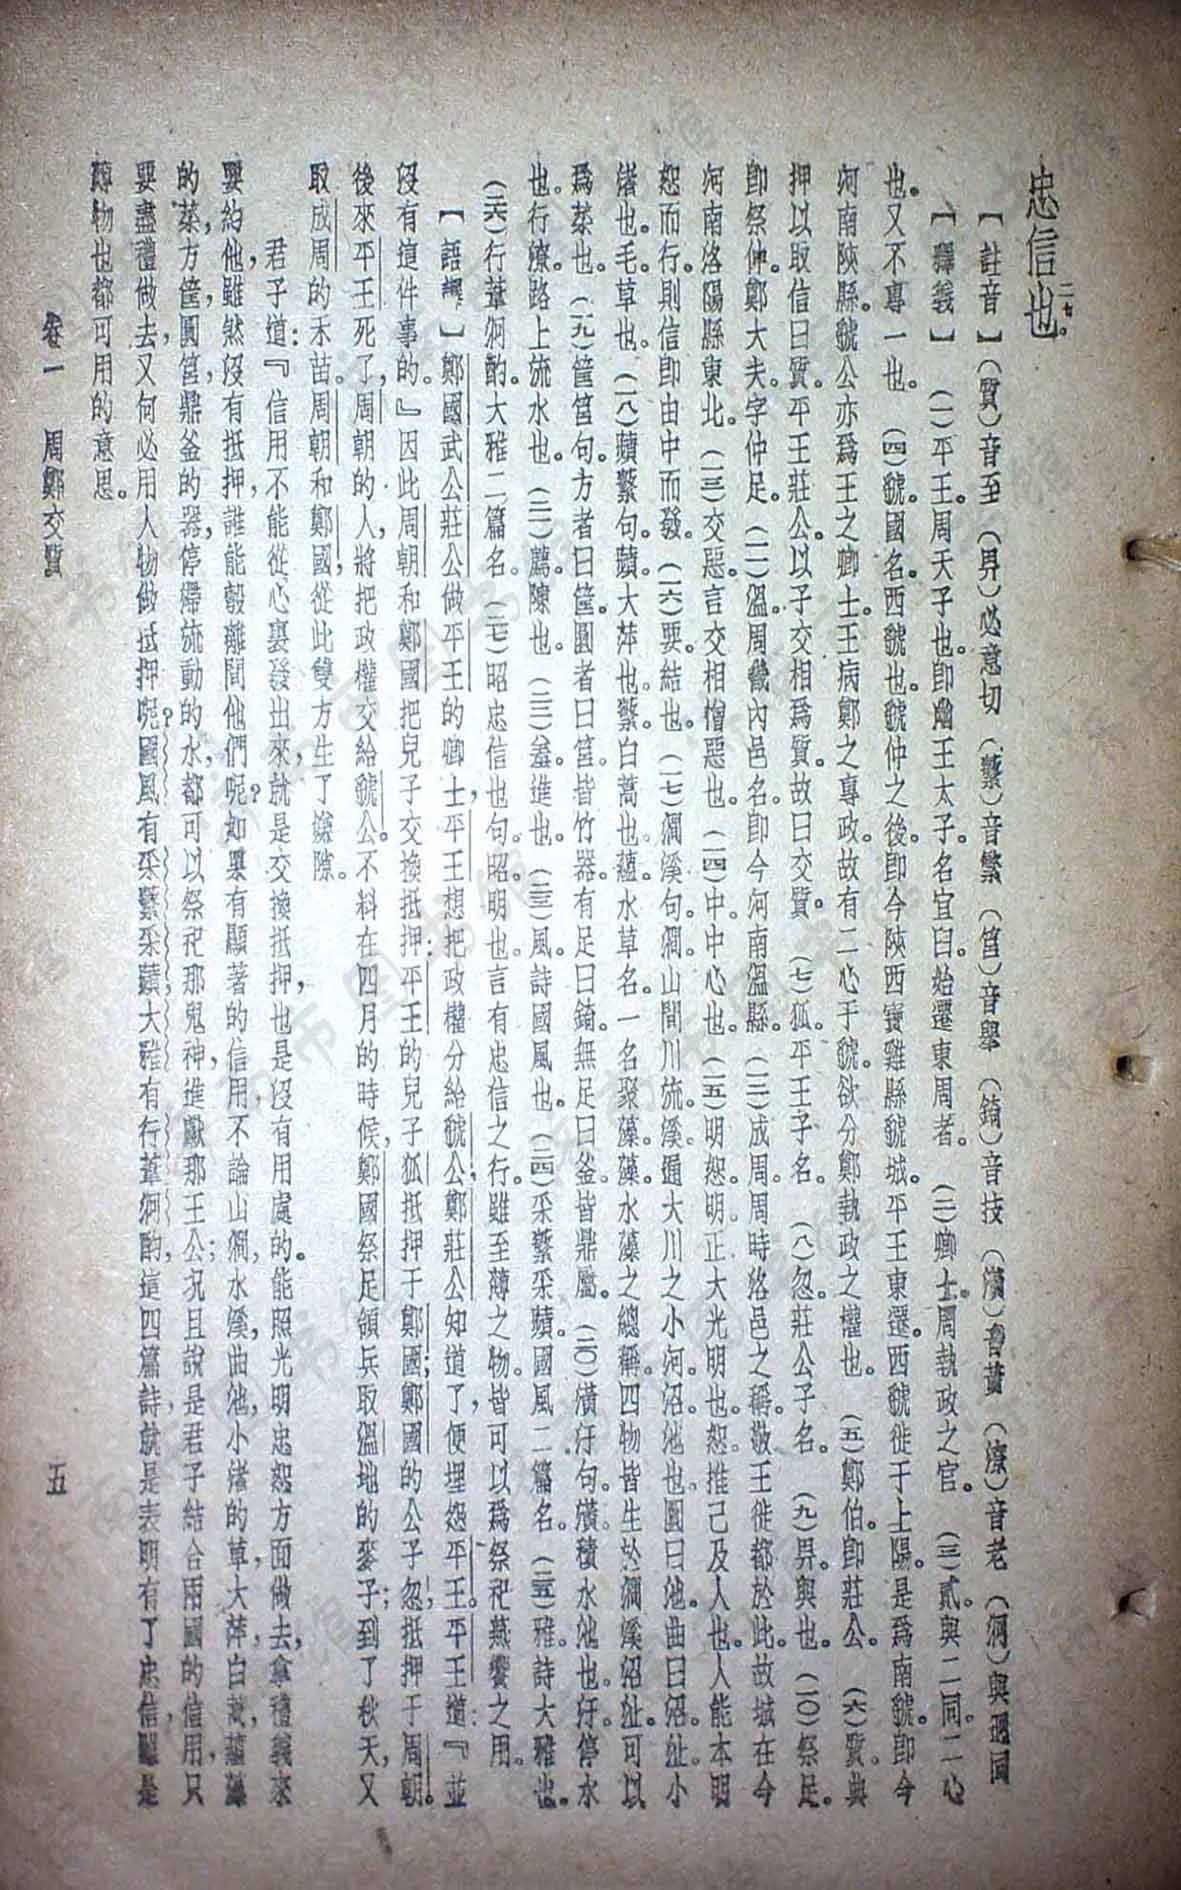 忠信也。二七
【註音】（質）音至（畀）必意切（蘩）音繁（筥）音舉（錡）音技（潢）音黃（潦）音老（泂）與迥同
【釋義】（一）平王。周天子也。卽幽王太子。名宜臼。始遷東周者。（二）卿士。周執政之官。（三）貳。與二同。二心
也。又不專一也。（四）虢。國名。西虢也。虢仲之後。卽今陝西寶雞縣虢城。平王東遷。西虢徙于上陽。是爲南虢。卽今
河南陝縣。虢公亦爲王之卿士。王病鄭之專政。故有二心于虢。欲分鄭執政之權也。（五）鄭伯。卽莊公。（六）質。典
押以取信曰質。平王莊公。以子交相爲質。故曰交質。（七）狐。平王子名。（八）忽。莊公子名。（九）畀。與也。（一〇）祭足。
卽祭仲。鄭大夫。字仲足。（一一）溫。周畿內邑名。卽今河南溫縣。（一二）成周。周時洛邑之稱。敬王徙都於此。故城在今
河南洛陽縣東北。（一三）交惡。言交相憎惡也。（一四）中。中心也。（一五）明恕。明。正大光明也。恕。推己及人也。人能本明
恕而行。則信卽由中而發。（一六）要。結也。（一七）澗溪句。澗。山間川流。溪。通大川之小河。沼。池也。圓曰池。曲曰沼。沚。小
渚也。毛。草也。（一八）蘋蘩句。蘋。大萍也。蘩。白蒿也。蘊。水草名。一名聚藻。藻。水藻之總稱。四物皆生於澗溪沼沚。可以
爲菜也。（一九）筐筥句。方者曰筐。圓者曰筥。皆竹器。有足曰錡。無足曰釜。皆鼎屬。（二〇）潢汙句。潢。積水池也。汙。停水
也。行潦。路上流水也。（二一）薦。陳也。（二二）羞。進也。（二三）風。詩國風也。（二四）采蘩采蘋。國風二篇名。（二五）雅。詩大雅也。
（二六）行葦泂酌。大雅二篇名。（二七）昭忠信也句。昭。明也。言有忠信之行。雖至薄之物。皆可以爲祭祀燕饗之用。
【語譯】鄭國武公莊公做平王的卿士，平王想把政權分給虢公；鄭莊公知道了，便埋怨平王。平王道：『並
沒有這件事的。』因此周朝和鄭國把兒子交換抵押：平王的兒子狐抵押于鄭國；鄭國的公子忽，抵押于周朝。
後來平王死了，周朝的人，將把政權交給虢公。不料在四月的時候，鄭國祭足領兵取溫地的麥子；到了秋天，又
取成周的禾苗。周朝和鄭國，從此雙方生了嫌隙。
君子道：『信用不能從心裏發出來，就是交換抵押，也是沒有用處的。能照光明忠恕方面做去，拿禮義來
要約他，雖然沒有抵押，誰能彀離間他們呢？如果有顯著的信用，不論山澗，水溪，曲池，小渚的草，大萍，白蒿，蘊藻
的菜，方筐，圓筥，鼎釜的器，停滯流動的水，都可以祭祀那鬼神，進獻那王公；況且說是君子結合兩國的信用，只
要盡禮做去，又何必用人物做抵押呢？國風有采蘩采蘋，大雅有行葦泂酌，這四篇詩，就是表明有了忠信，雖是
薄物也都可用的意思。
卷一　周鄭交質　五